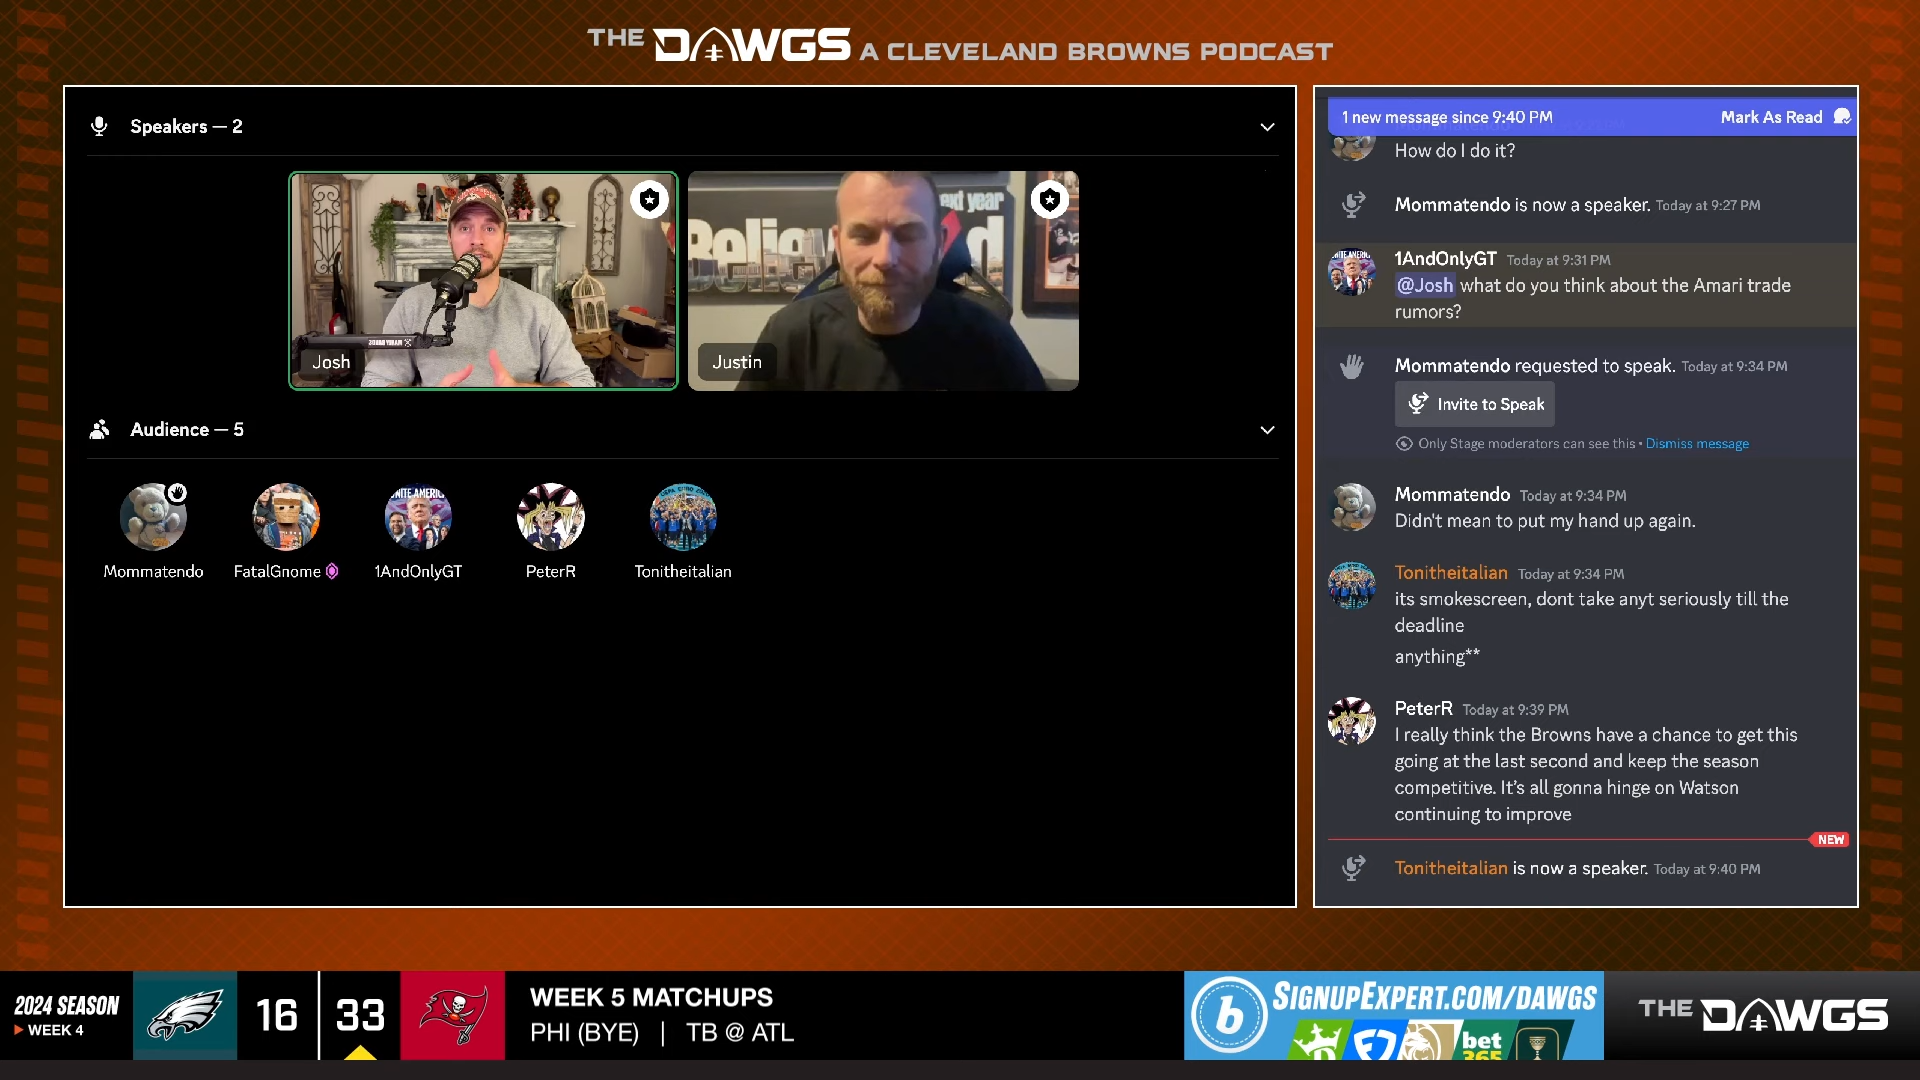 THE DAWGS A CLEVELAND BROWNS PODCAST
Speakers — 2
Josh
Justin
Audience — 5
Mommatendo
FatalGnome
1AndOnlyGT
PeterR
Tonitheitalian
1 new message since 9:40 PM Mark As Read
How do I do it?
Mommatendo is now a speaker. Today at 9:27 PM
1AndOnlyGT Today at 9:31 PM
@Josh what do you think about the Amari trade
rumors?
Mommatendo requested to speak. Today at 9:34 PM
Invite to Speak
Only Stage moderators can see this • Dismiss message
Mommatendo Today at 9:34 PM
Didn't mean to put my hand up again.
Tonitheitalian Today at 9:34 PM
its smokescreen, dont take anyt seriously till the
deadline
anything**
PeterR Today at 9:39 PM
I really think the Browns have a chance to get this
going at the last second and keep the season
competitive. It's all gonna hinge on Watson
continuing to improve
NEW
Tonitheitalian is now a speaker. Today at 9:40 PM
2024 SEASON
WEEK 4
16
33
WEEK 5 MATCHUPS
PHI (BYE) | TB @ ATL
b
SIGNUPEXPERT.COM/DAWGS
bet
365
THE DAWGS